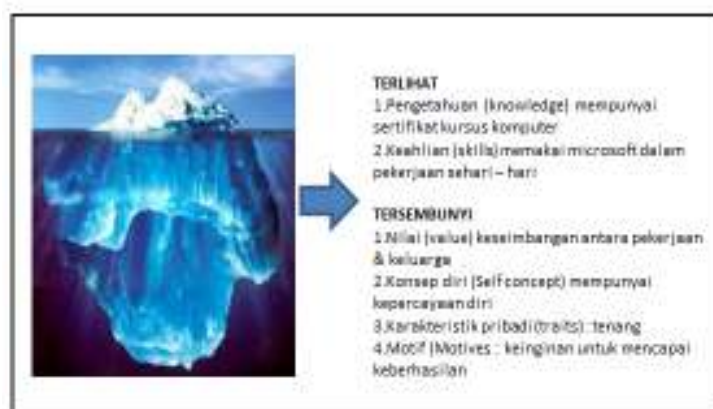 TERLIHAT
1.Pengetahuan (knowledge) mempunyai
sertifikat kursus komputer
2.Keahlian (skills)memakai microsoft dalam
pekerjaan sehari – hari
TERSEMBUNYI
1.Nilai (value) keseimbangan antara pekerjaan
& keluarga
2.Konsep diri (Self concept) mempunyai
kepercayaan diri
3.Karakteristik pribadi(traits) :tenang
4.Motif (Motives : keinginan untuk mencapai
keberhasilan